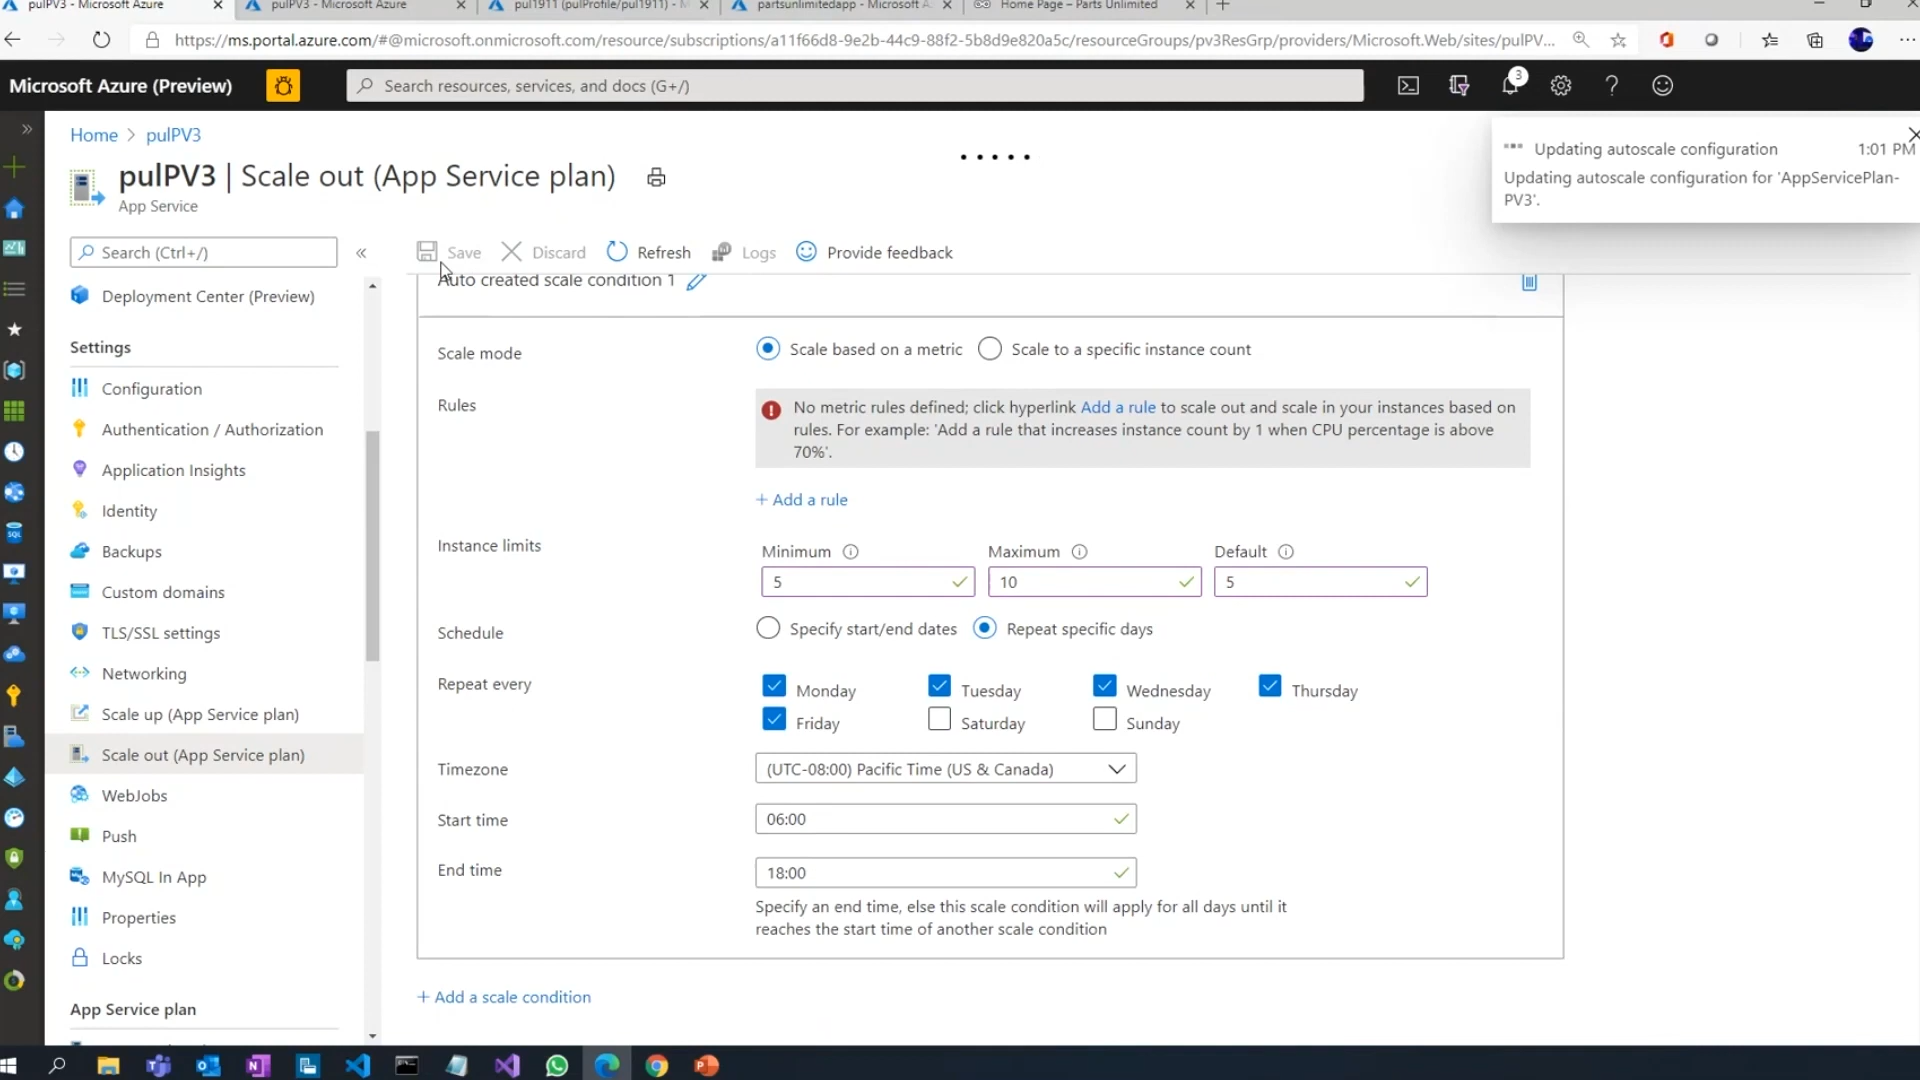 pulPV3 - Microsoft Azure
pulPV3 - Microsoft Azure
pul1911 (pulProfile/pul1911) - M
partsunlimitedapp - Microsoft A
Home Page - Parts Unlimited
https://ms.portal.azure.com/#@microsoft.onmicrosoft.com/resource/subscriptions/a11f66d8-9e2b-44c9-88f2-5b8d9e820a5c/resourceGroups/pv3ResGrp/providers/Microsoft.Web/sites/pulPV...
Microsoft Azure (Preview)
Search resources, services, and docs (G+/)
3
Home > pulPV3
pulPV3 | Scale out (App Service plan)
App Service
Updating autoscale configuration 1:01 PM
Updating autoscale configuration for 'AppServicePlan-
PV3'.
Search (Ctrl+/)
Save
Discard
Refresh
Logs
Provide feedback
Deployment Center (Preview)
Settings
Configuration
Authentication / Authorization
Application Insights
Identity
Backups
Custom domains
TLS/SSL settings
Networking
Scale up (App Service plan)
Scale out (App Service plan)
WebJobs
Push
MySQL In App
Properties
Locks
App Service plan
Auto created scale condition 1
Scale mode
Scale based on a metric
Scale to a specific instance count
Rules
No metric rules defined; click hyperlink Add a rule to scale out and scale in your instances based on
rules. For example: 'Add a rule that increases instance count by 1 when CPU percentage is above
70%'.
+ Add a rule
Instance limits
Minimum
Maximum
Default
5
10
5
Schedule
Specify start/end dates
Repeat specific days
Repeat every
Monday
Tuesday
Wednesday
Thursday
Friday
Saturday
Sunday
Timezone
(UTC-08:00) Pacific Time (US & Canada)
Start time
06:00
End time
18:00
Specify an end time, else this scale condition will apply for all days until it
reaches the start time of another scale condition
+ Add a scale condition